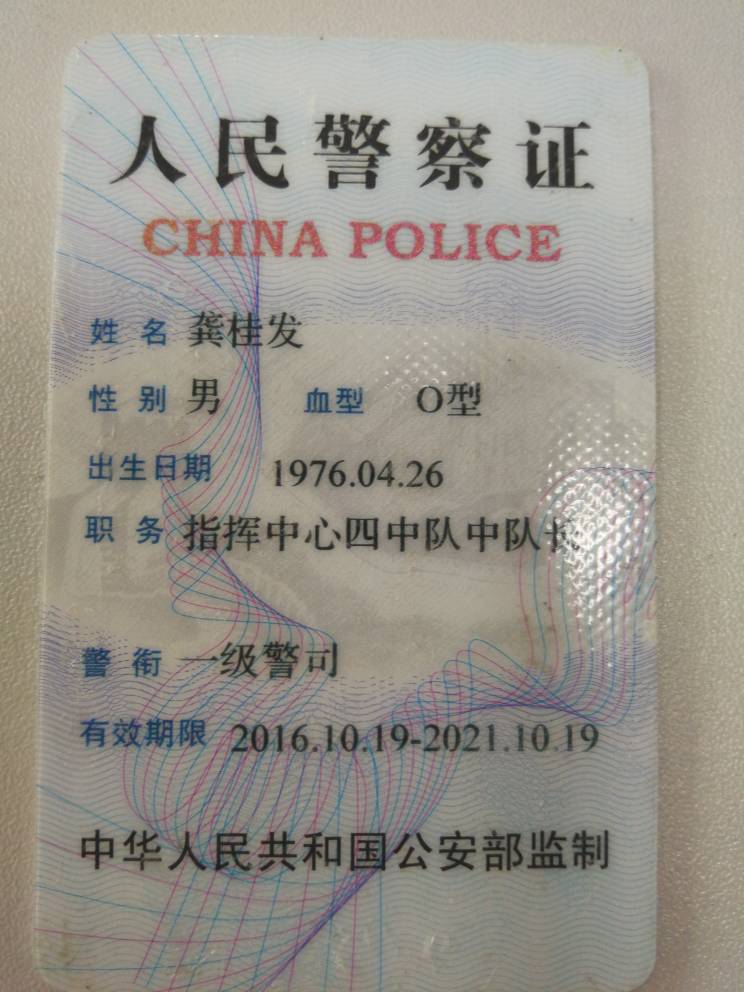 人民警察证
CHINA POLICE
姓名 龚桂发
性别 男 血型 O型
出生日期 1976.04.26
职务 指挥中心四中队中队长
警衔 一级警司
有效期限 2016.10.19-2021.10.19
中华人民共和国公安部监制